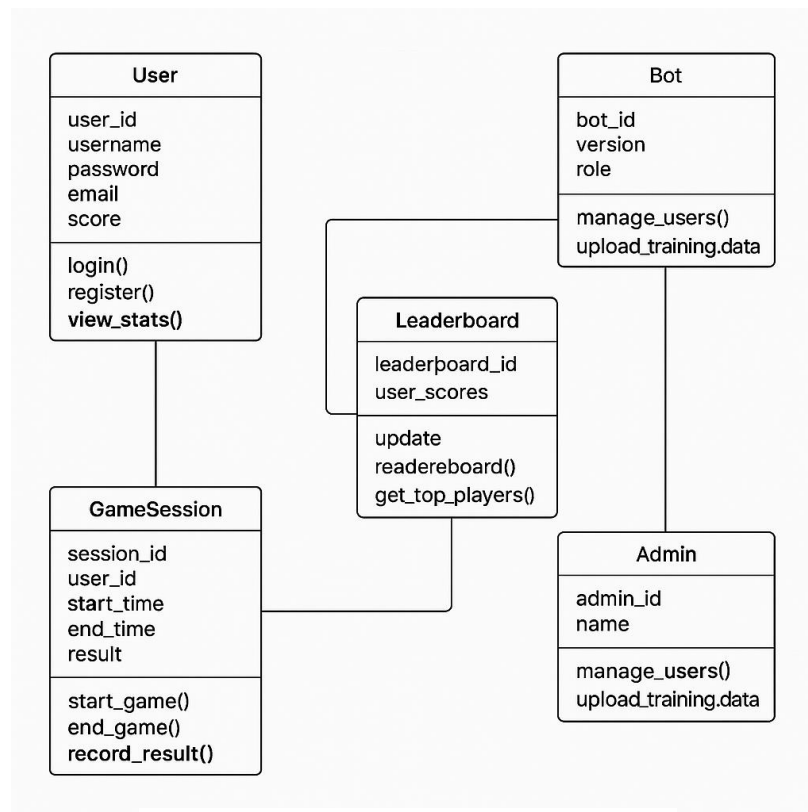 User
user_id
username
password
email
score
login()
register()
view_stats()
Bot
bot_id
version
role
manage_users()
upload_training.data
Leaderboard
leaderþoard_id
user_scores
update
readereboard()
get_top_players()
GameSession
session_id
user_id
start_time
end_time
result
start_game()
end_game()
record_result()
Admin
admin_id
name
manage_users()
upload_training.data